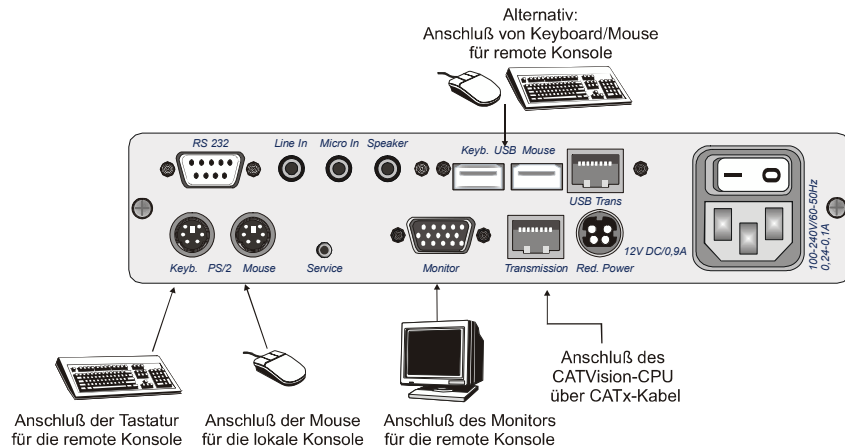 Alternativ:
Anschluß von Keyboard/Mouse
für remote Konsole
RS 232
Line In
Micro In
Speaker
Keyb. USB Mouse
USB Trans
Keyb. PS/2 Mouse
Service
Monitor
Transmission
Red. Power
12V DC/0,9A
100-240V/60-50Hz
0,24-0,1A
Anschluß der Tastatur
für die remote Konsole
Anschluß der Mouse
für die lokale Konsole
Anschluß des Monitors
für die remote Konsole
Anschluß des
CATVision-CPU
über CATx-Kabel